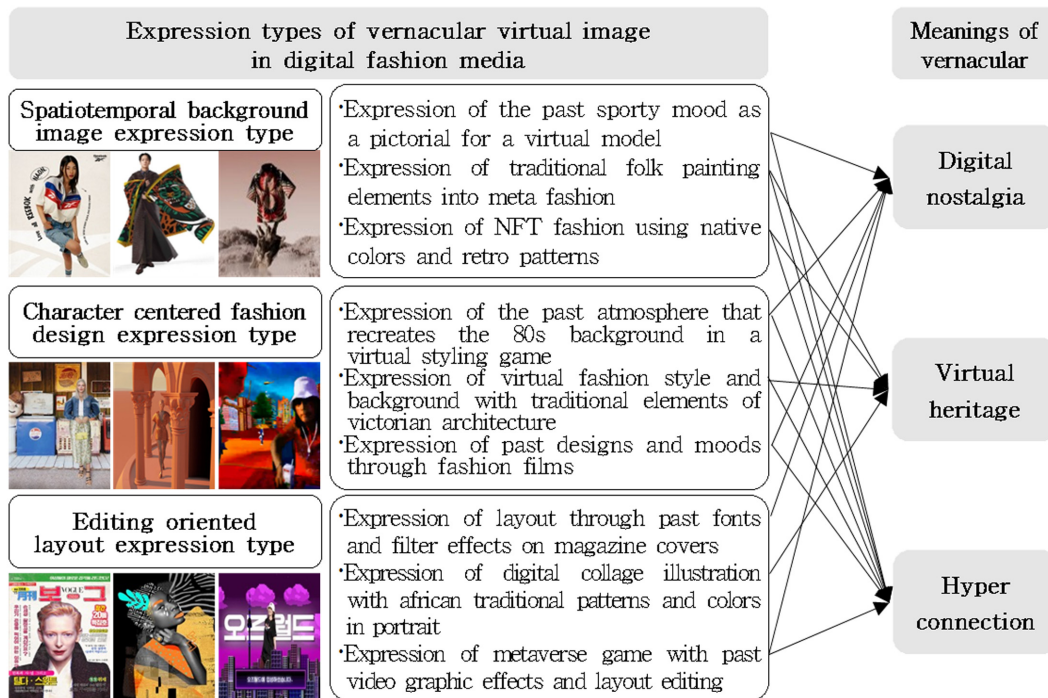 Expression types of vernacular virtual image
in digital fashion media
Meanings of
vernacular
Spatiotemporal background
image expression type
·Expression of the past sporty mood as
a pictorial for a virtual model
·Expression of traditional folk painting
elements into meta fashion
·Expression of NFT fashion using native
colors and retro patterns
Digital
nostalgia
Character centered fashion
design expression type
·Expression of the past atmosphere that
recreates the 80s background in a
virtual styling game
·Expression of virtual fashion style and
background with traditional elements of
victorian architecture
·Expression of past designs and moods
through fashion films
Virtual
heritage
Editing oriented
layout expression type
·Expression of layout through past fonts
and filter effects on magazine covers
·Expression of digital collage illustration
with african traditional patterns and colors
in portrait
·Expression of metaverse game with past
video graphic effects and layout editing
VOGUE
보그
오즈월드
Hyper
connection